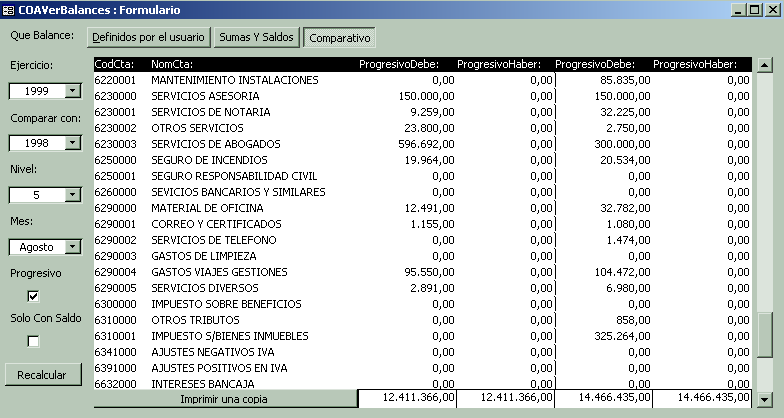 COAVerBalances : Formulario
Que Balance: Definidos por el usuario Sumas Y Saldos Comparativo
Ejercicio:
1999
Comparar con:
1998
Nivel:
5
Mes:
Agosto
Progresivo
Solo Con Saldo
Recalcular
CodCta: NomCta: ProgresivoDebe: ProgresivoHaber: ProgresivoDebe: ProgresivoHaber:
6220001 MANTENIMIENTO INSTALACIONES 0,00 0,00 85.835,00 0,00
6230000 SERVICIOS ASESORIA 150.000,00 0,00 150.000,00 0,00
6230001 SERVICIOS DE NOTARIA 9.259,00 0,00 32.225,00 0,00
6230002 OTROS SERVICIOS 23.800,00 0,00 2.750,00 0,00
6230003 SERVICIOS DE ABOGADOS 596.692,00 0,00 300.000,00 0,00
6250000 SEGURO DE INCENDIOS 19.964,00 0,00 20.534,00 0,00
6250001 SEGURO RESPONSABILIDAD CIVIL 0,00 0,00 0,00 0,00
6260000 SEVICIOS BANCARIOS Y SIMILARES 0,00 0,00 0,00 0,00
6290000 MATERIAL DE OFICINA 12.491,00 0,00 32.782,00 0,00
6290001 CORREO Y CERTIFICADOS 1.155,00 0,00 1.080,00 0,00
6290002 SERVICIOS DE TELEFONO 0,00 0,00 1.474,00 0,00
6290003 GASTOS DE LIMPIEZA 0,00 0,00 0,00 0,00
6290004 GASTOS VIAJES GESTIONES 95.550,00 0,00 104.472,00 0,00
6290005 SERVICIOS DIVERSOS 2.891,00 0,00 6.980,00 0,00
6300000 IMPUESTO SOBRE BENEFICIOS 0,00 0,00 0,00 0,00
6310000 OTROS TRIBUTOS 0,00 0,00 858,00 0,00
6310001 IMPUESTO S/BIENES INMUEBLES 0,00 0,00 325.264,00 0,00
6341000 AJUSTES NEGATIVOS IVA 0,00 0,00 0,00 0,00
6391000 AJUSTES POSITIVOS EN IVA 0,00 0,00 0,00 0,00
6632000 INTERESES BANCAJA 0,00 0,00 0,00 0,00
Imprimir una copia 12.411.366,00 12.411.366,00 14.466.435,00 14.466.435,00